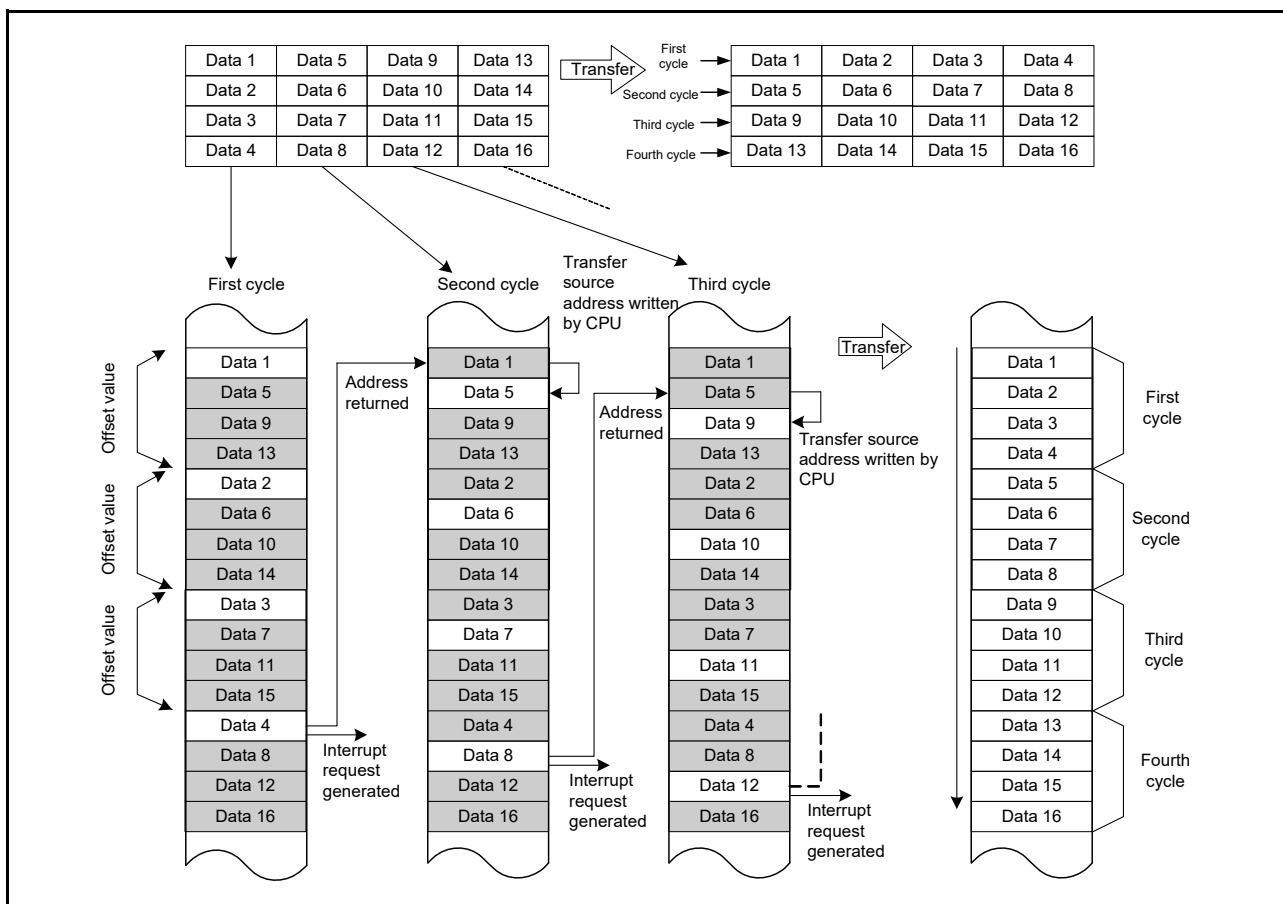 Data 1 Data 5 Data 9 Data 13
Data 2 Data 6 Data 10 Data 14
Data 3 Data 7 Data 11 Data 15
Data 4 Data 8 Data 12 Data 16
Transfer
First
cycle
Second cycle
Third cycle
Fourth cycle
Data 1 Data 2 Data 3 Data 4
Data 5 Data 6 Data 7 Data 8
Data 9 Data 10 Data 11 Data 12
Data 13 Data 14 Data 15 Data 16
First cycle
Offset value
Offset value
Offset value
Data 1
Data 5
Data 9
Data 13
Data 2
Data 6
Data 10
Data 14
Data 3
Data 7
Data 11
Data 15
Data 4
Data 8
Data 12
Data 16
Address
returned
Interrupt
request
generated
Second cycle
Transfer
source
address written
by CPU
Data 1
Data 5
Data 9
Data 13
Data 2
Data 6
Data 10
Data 14
Data 3
Data 7
Data 11
Data 15
Data 4
Data 8
Data 12
Data 16
Address
returned
Interrupt
request
generated
Third cycle
Data 1
Data 5
Data 9
Data 13
Data 2
Data 6
Data 10
Data 14
Data 3
Data 7
Data 11
Data 15
Data 4
Data 8
Data 12
Data 16
Transfer source
address written by
CPU
Interrupt
request
generated
Transfer
Data 1
Data 2
Data 3
Data 4
Data 5
Data 6
Data 7
Data 8
Data 9
Data 10
Data 11
Data 12
Data 13
Data 14
Data 15
Data 16
First
cycle
Second
cycle
Third
cycle
Fourth
cycle